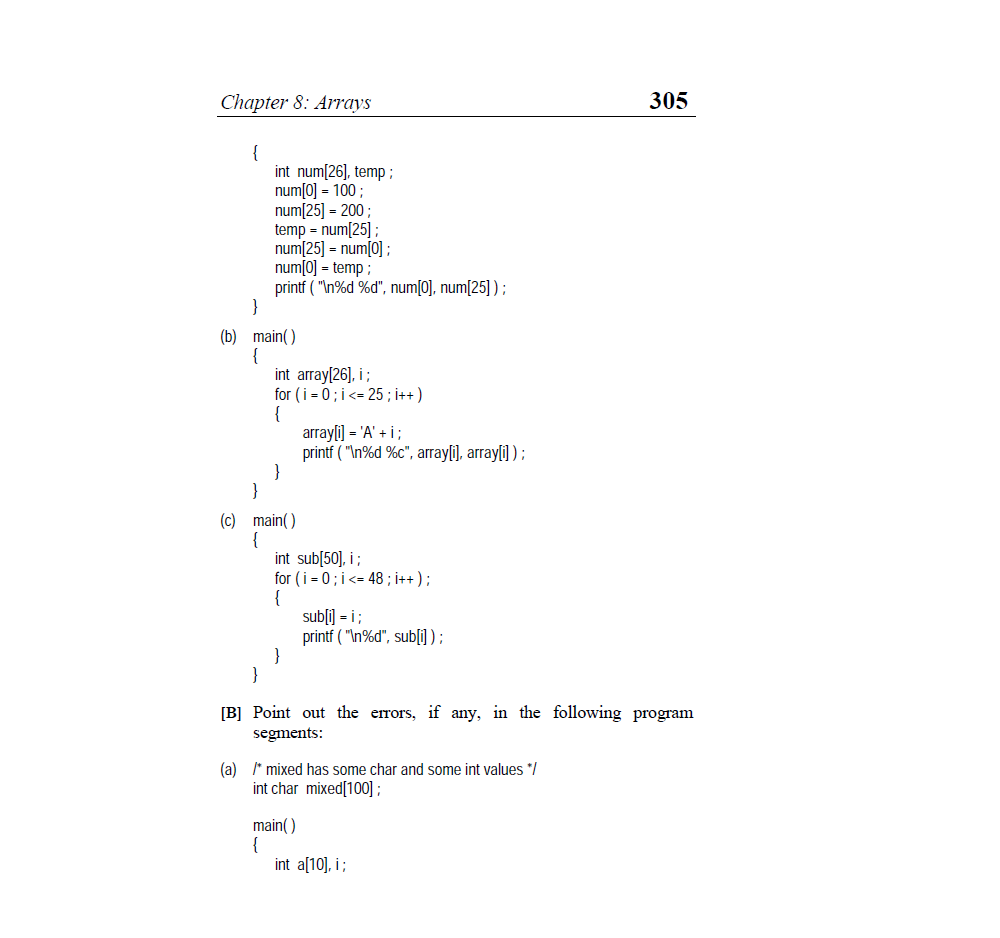 Chapter 8: Arrays 305
{
int num[26], temp ;
num[0] = 100 ;
num[25] = 200 ;
temp = num[25] ;
num[25] = num[0] ;
num[0] = temp ;
printf ( "\n%d %d", num[0], num[25] ) ;
}
(b) main( )
{
int array[26], i ;
for ( i = 0 ; i <= 25 ; i++ )
{
array[i] = 'A' + i ;
printf ( "\n%d %c", array[i], array[i] ) ;
}
}
(c) main( )
{
int sub[50], i ;
for ( i = 0 ; i <= 48 ; i++ ) ;
{
sub[i] = i ;
printf ( "\n%d", sub[i] ) ;
}
}
[B] Point out the errors, if any, in the following program
segments:
(a) /* mixed has some char and some int values */
int char mixed[100] ;
main( )
{
int a[10], i ;